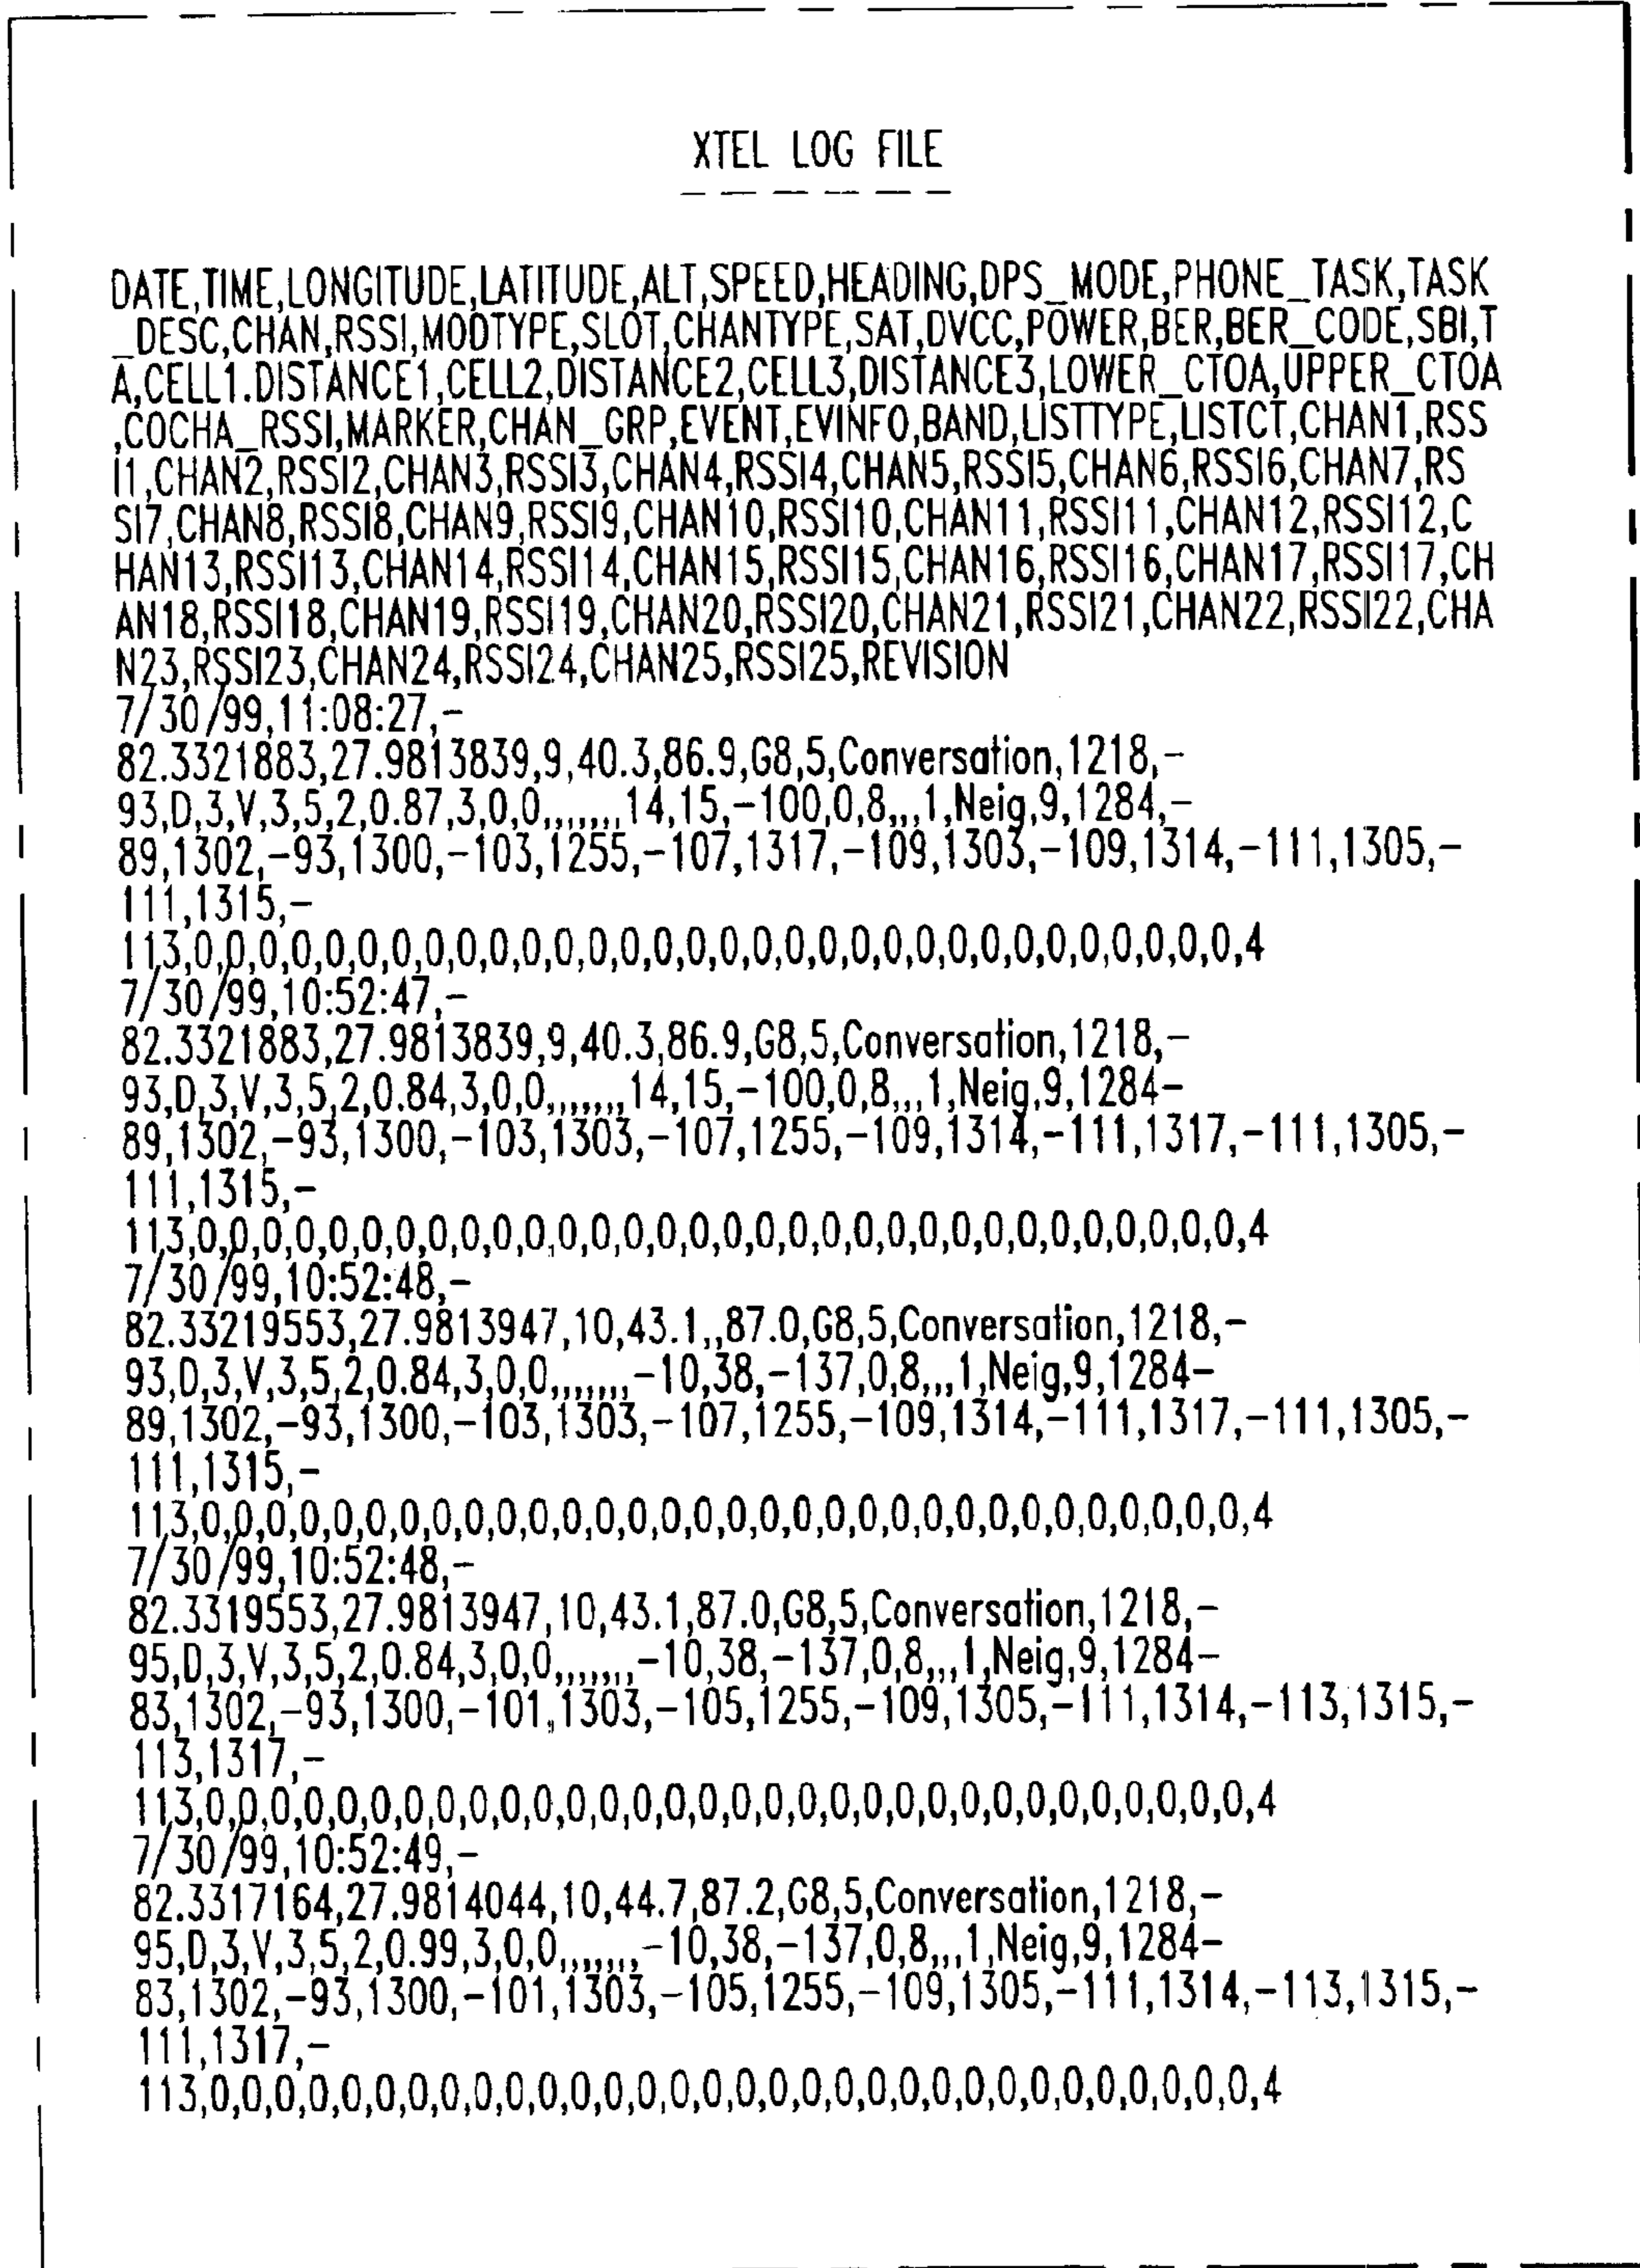 XTEL LOG FILE
DATE,TIME,LONGITUDE,LATITUDE,ALT,SPEED,HEADING,DPS_MODE,PHONE_TASK,TASK
_DESC,CHAN,RSSI,MODTYPE,SLOT,CHANTYPE,SAT,DVCC,POWER,BER,BER_CODE,SBI,T
A,CELL1.DISTANCE1,CELL2,DISTANCE2,CELL3,DISTANCE3,LOWER_CTOA,UPPER_CTOA
,COCHA_RSSI,MARKER,CHAN_GRP,EVENT,EVINFO,BAND,LISTTYPE,LISTCT,CHAN1,RSS
I1,CHAN2,RSSI2,CHAN3,RSSI3,CHAN4,RSSI4,CHAN5,RSSI5,CHAN6,RSSI6,CHAN7,RS
SI7,CHAN8,RSSI8,CHAN9,RSSI9,CHAN10,RSSI10,CHAN11,RSSI11,CHAN12,RSSI12,C
HAN13,RSSI13,CHAN14,RSSI14,CHAN15,RSSI15,CHAN16,RSSI16,CHAN17,RSSI17,CH
AN18,RSSI18,CHAN19,RSSI19,CHAN20,RSSI20,CHAN21,RSSI21,CHAN22,RSSI22,CHA
N23,RSSI23,CHAN24,RSSI24,CHAN25,RSSI25,REVISION
7/30/99,11:08:27,-
82.3321883,27.9813839,9,40.3,86.9,G8,5,Conversation,1218,-
93,D,3,V,3,5,2,0.87,3,0,0,,,,,,,14,15,-100,0,8,,,1,Neig,9,1284,-
89,1302,-93,1300,-103,1255,-107,1317,-109,1303,-109,1314,-111,1305,-
111,1315,-
113,0,0,0,0,0,0,0,0,0,0,0,0,0,0,0,0,0,0,0,0,0,0,0,0,0,0,0,0,0,0,0,0,4
7/30/99,10:52:47,-
82.3321883,27.9813839,9,40.3,86.9,G8,5,Conversation,1218,-
93,D,3,V,3,5,2,0.84,3,0,0,,,,,,,14,15,-100,0,8,,,1,Neig,9,1284-
89,1302,-93,1300,-103,1303,-107,1255,-109,1314,-111,1317,-111,1305,-
111,1315,-
113,0,0,0,0,0,0,0,0,0,0,0,0,0,0,0,0,0,0,0,0,0,0,0,0,0,0,0,0,0,0,0,0,4
7/30/99,10:52:48,-
82.33219553,27.9813947,10,43.1,,87.0,G8,5,Conversation,1218,-
93,D,3,V,3,5,2,0.84,3,0,0,,,,,,,-10,38,-137,0,8,,,1,Neig,9,1284-
89,1302,-93,1300,-103,1303,-107,1255,-109,1314,-111,1317,-111,1305,-
111,1315,-
113,0,0,0,0,0,0,0,0,0,0,0,0,0,0,0,0,0,0,0,0,0,0,0,0,0,0,0,0,0,0,0,0,4
7/30/99,10:52:48,-
82.3319553,27.9813947,10,43.1,87.0,G8,5,Conversation,1218,-
95,D,3,V,3,5,2,0.84,3,0,0,,,,,,,-10,38,-137,0,8,,,1,Neig,9,1284-
83,1302,-93,1300,-101,1303,-105,1255,-109,1305,-111,1314,-113,1315,-
113,1317,-
113,0,0,0,0,0,0,0,0,0,0,0,0,0,0,0,0,0,0,0,0,0,0,0,0,0,0,0,0,0,0,0,0,4
7/30/99,10:52:49,-
82.3317164,27.9814044,10,44.7,87.2,G8,5,Conversation,1218,-
95,D,3,V,3,5,2,0.99,3,0,0,,,,,,,-10,38,-137,0,8,,,1,Neig,9,1284-
83,1302,-93,1300,-101,1303,-105,1255,-109,1305,-111,1314,-113,1315,-
111,1317,-
113,0,0,0,0,0,0,0,0,0,0,0,0,0,0,0,0,0,0,0,0,0,0,0,0,0,0,0,0,0,0,0,0,4